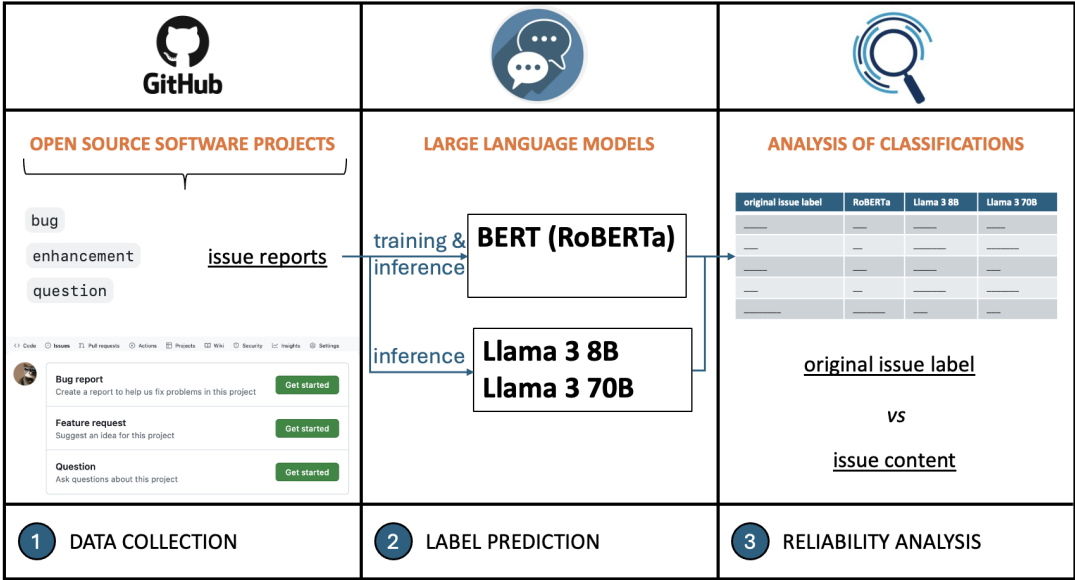 GitHub
OPEN SOURCE SOFTWARE PROJECTS
bug
enhancement
question
issue reports
Code Issues Pull requests Actions Projects Wiki Security Insights Settings
Bug report
Create a report to help us fix problems in this project
Get started
Feature request
Suggest an idea for this project
Get started
Question
Ask questions about this project
Get started
1 DATA COLLECTION
LARGE LANGUAGE MODELS
training &
inference
BERT (RoBERTa)
inference
Llama 3 8B
Llama 3 70B
2 LABEL PREDICTION
ANALYSIS OF CLASSIFICATIONS
original issue label RoBERTa Llama 3 8B Llama 3 70B
original issue label
vs
issue content
3 RELIABILITY ANALYSIS